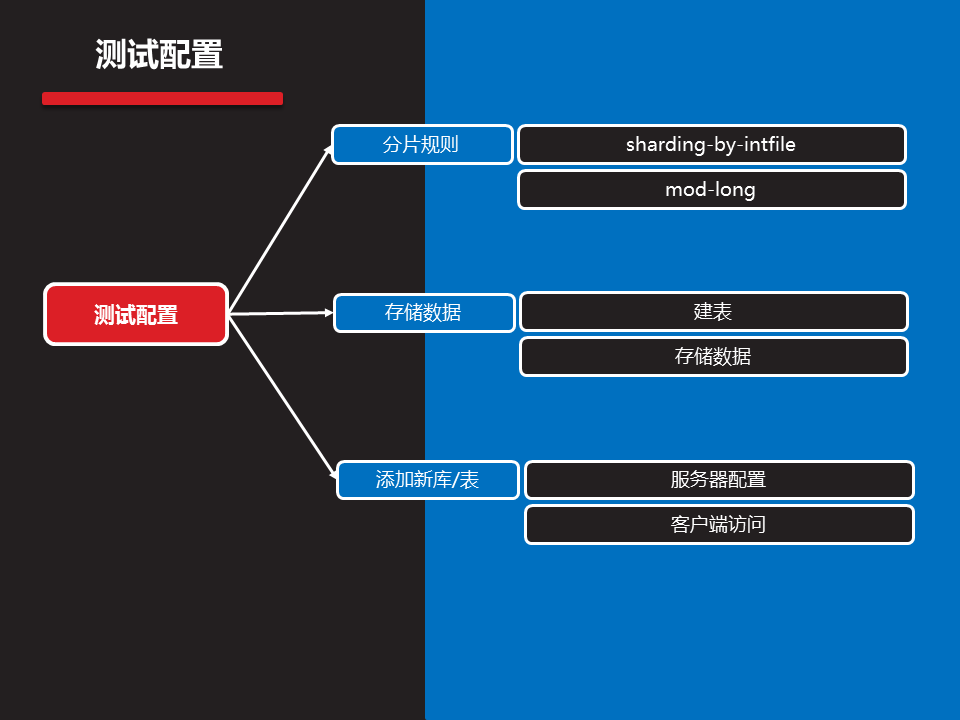 测试配置
分片规则
sharding-by-intfile
mod-long
测试配置
存储数据
建表
存储数据
添加新库/表
服务器配置
客户端访问